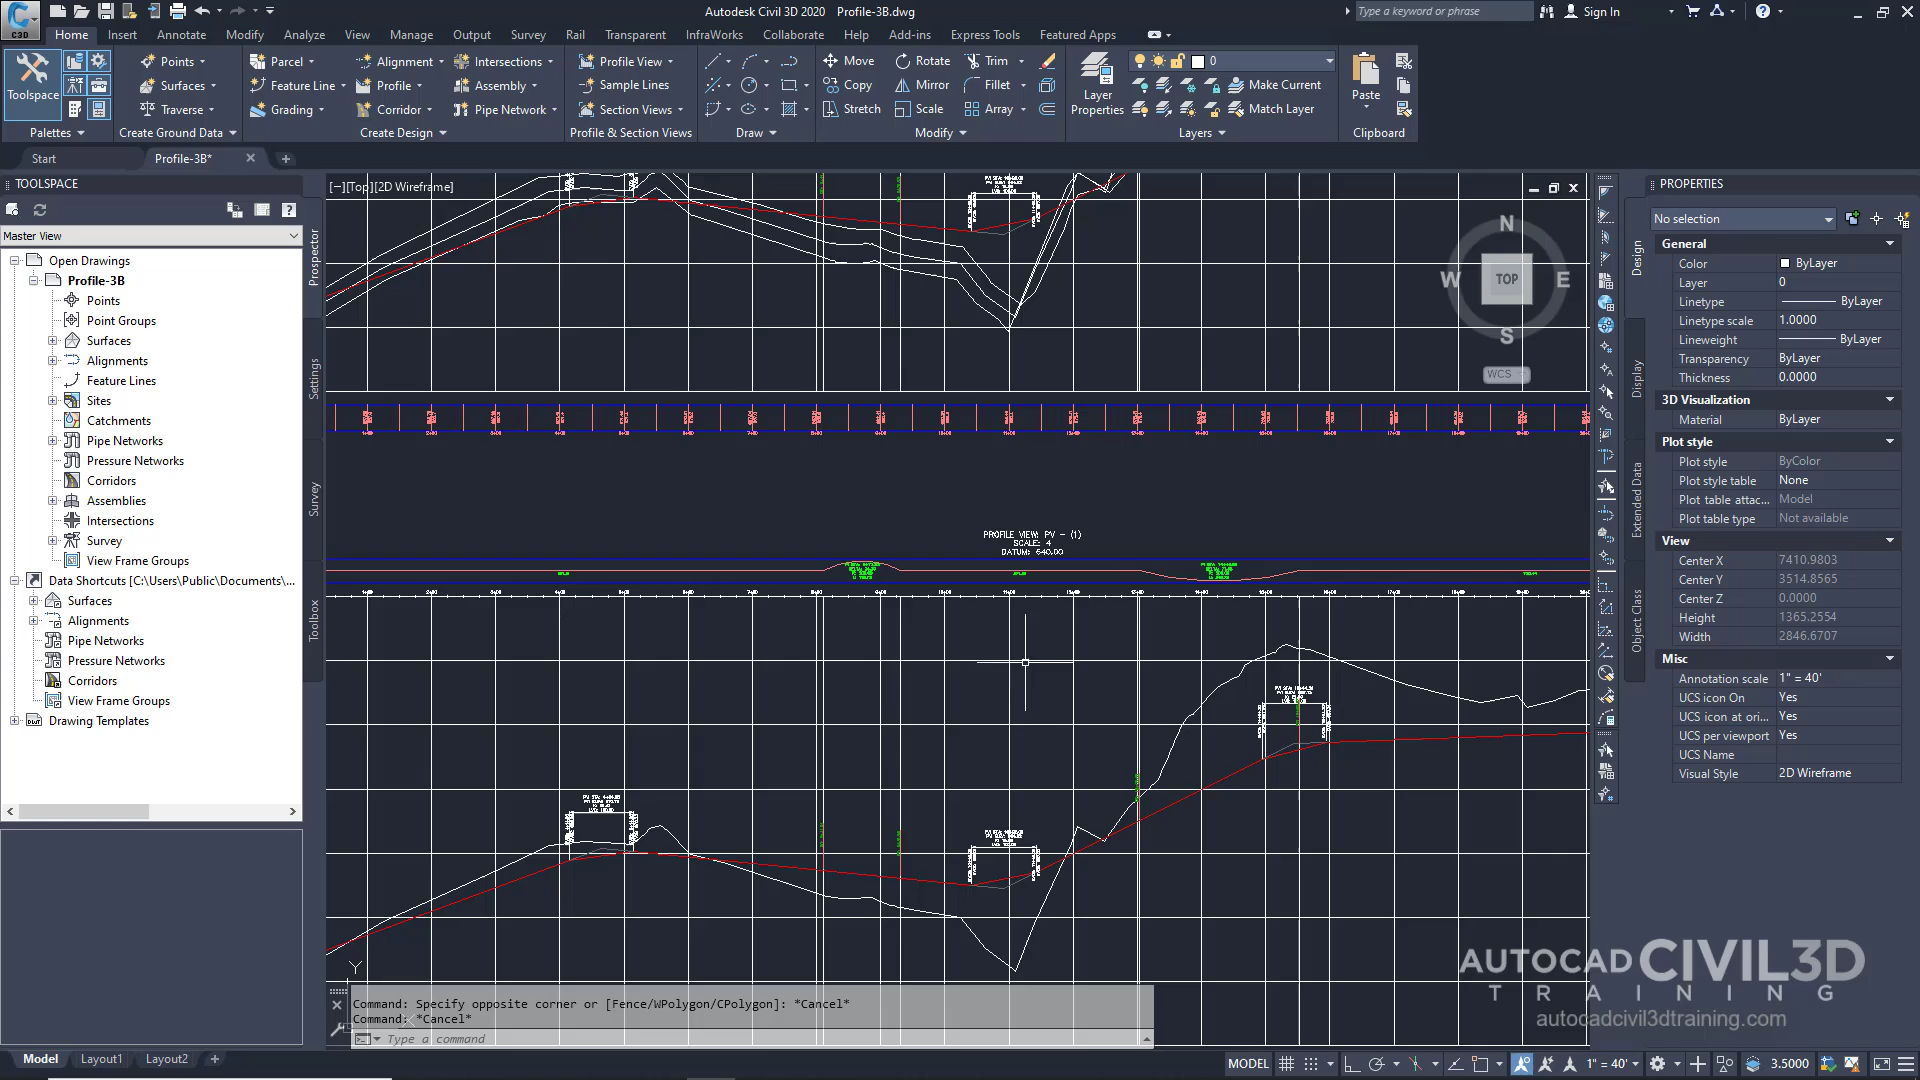 Autodesk Civil 3D 2020 Profile-3B.dwg
Type a keyword or phrase
Sign In
C3D
Home Insert Annotate Modify Analyze View Manage Output Survey Rail Transparent InfraWorks Collaborate Help Add-ins Express Tools Featured Apps
Toolspace
Points
Surfaces
Traverse
Parcel
Feature Line
Grading
Alignment
Profile
Corridor
Intersections
Assembly
Pipe Network
Profile View
Sample Lines
Section Views
Move
Copy
Stretch
Rotate
Mirror
Scale
Trim
Fillet
Array
Layer
Properties
0
Make Current
Match Layer
Paste
Palettes
Create Ground Data
Create Design
Profile & Section Views
Draw
Modify
Layers
Clipboard
Start
Profile-3B*
TOOLSPACE
Master View
Open Drawings
Profile-3B
Points
Point Groups
Surfaces
Alignments
Feature Lines
Sites
Catchments
Pipe Networks
Pressure Networks
Corridors
Assemblies
Intersections
Survey
View Frame Groups
Data Shortcuts [C:\Users\Public\Documents\...
Surfaces
Alignments
Pipe Networks
Pressure Networks
Corridors
View Frame Groups
Drawing Templates
Prospector
Settings
Survey
Toolbox
[−][Top][2D Wireframe]
N
W
TOP
E
S
WCS
PROFILE VIEW: PV - (1)
SCALE: 4
DATUM: 640.00
Y
Command: Specify opposite corner or [Fence/WPolygon/CPolygon]: *Cancel*
Command: *Cancel*
Type a command
PROPERTIES
No selection
Design
Display
Extended Data
Object Class
General
Color ByLayer
Layer 0
Linetype ByLayer
Linetype scale 1.0000
Lineweight ByLayer
Transparency ByLayer
Thickness 0.0000
3D Visualization
Material ByLayer
Plot style
Plot style ByColor
Plot style table None
Plot table attac... Model
Plot table type Not available
View
Center X 7410.9803
Center Y 3514.8565
Center Z 0.0000
Height 1365.2554
Width 2846.6707
Misc
Annotation scale 1" = 40'
UCS icon On Yes
UCS icon at ori... Yes
UCS per viewport Yes
UCS Name
Visual Style 2D Wireframe
AUTOCAD CIVIL3D
TRAINING
autocadcivil3dtraining.com
Model Layout1 Layout2
MODEL
1" = 40'
3.5000